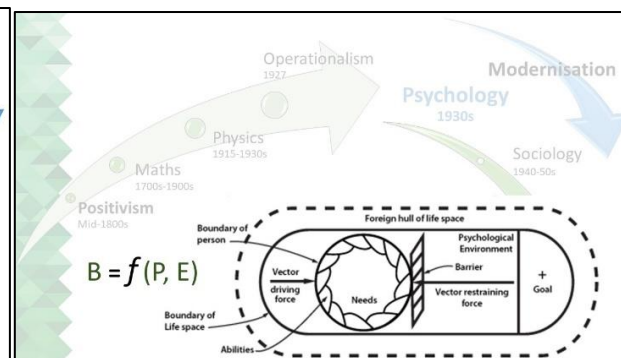 Operationalism
1927
Modernisation
Psychology
1930s
Physics
1915-1930s
Sociology
1940-50s
Maths
1700s-1900s
Positivism
Mid-1800s
Foreign hull of life space
Boundary of
person
Psychological
Environment
B = f (P, E)
Vector
driving
force
Needs
Barrier
Vector restraining
force
+
Goal
Boundary of
Life space
Abilities